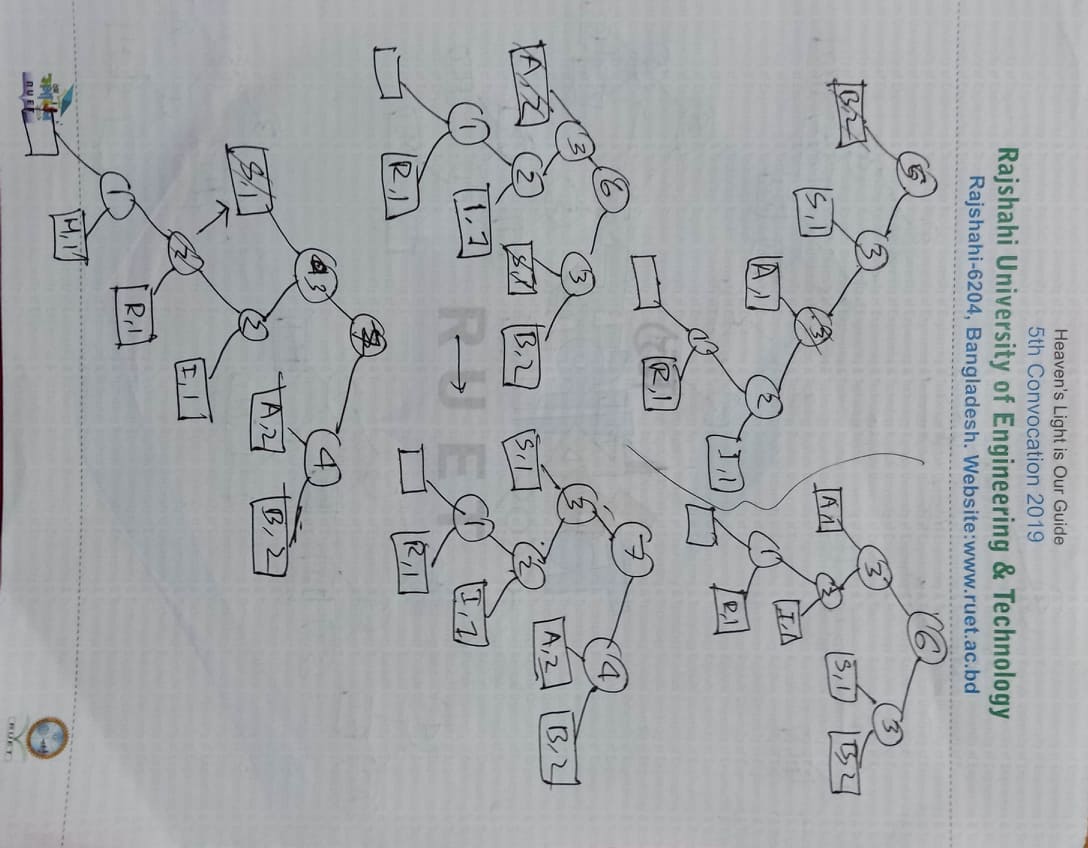 Heaven's Light is Our Guide
5th Convocation 2019
Rajshahi University of Engineering & Technology
Rajshahi-6204, Bangladesh. Website:www.ruet.ac.bd
B,2
3
S,1
3
A,1
2
I,1
1
R,1
6
3
3
A,1
2
S,1
B,2
I,1
1
R,1
6
3
3
A,2
2
S,1
B,2
1
I,1
R,1
7
3
4
S,1
2
A,2
B,2
1
I,1
R,1
RUET
3
4
S,1
2
A,2
B,2
2
I,1
R,1
1
H,1
RUET
RUET